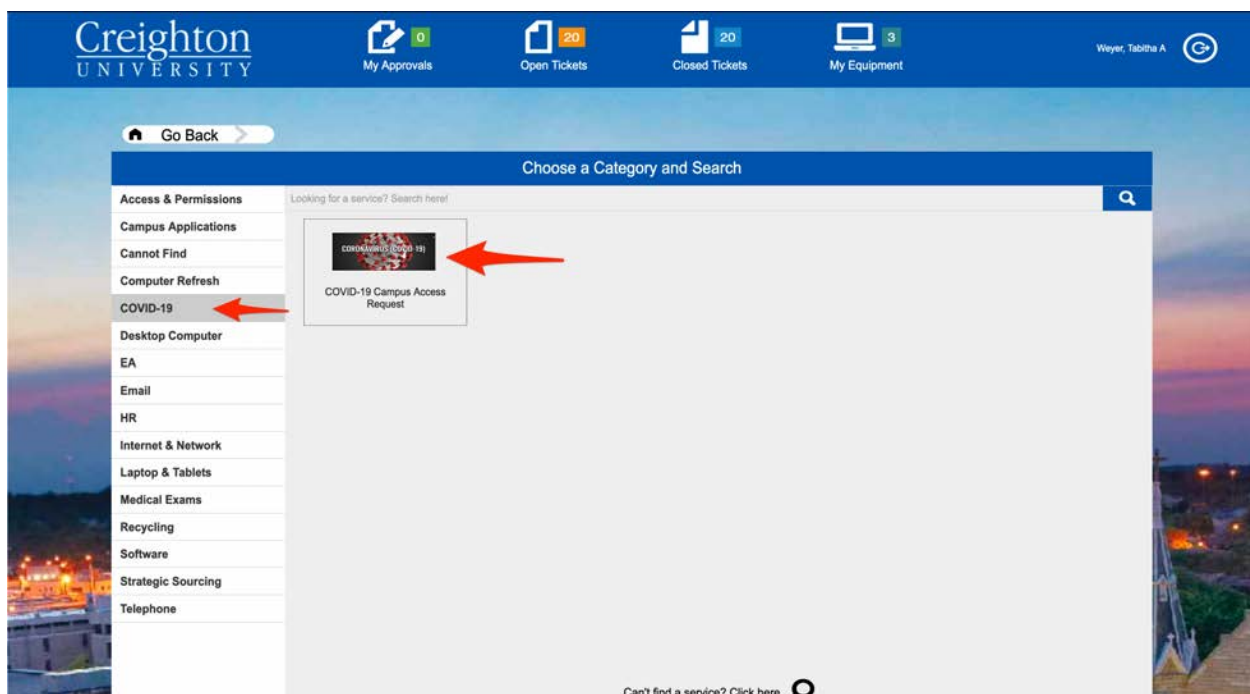 Creighton
UNIVERSITY
0
My Approvals
20
Open Tickets
20
Closed Tickets
3
My Equipment
Weyer, Tabitha A
Go Back
Choose a Category and Search
Access & Permissions
Campus Applications
Cannot Find
Computer Refresh
COVID-19
Desktop Computer
EA
Email
HR
Internet & Network
Laptop & Tablets
Medical Exams
Recycling
Software
Strategic Sourcing
Telephone
Looking for a service? Search here!
CORONAVIRUS (COVID-19)
COVID-19 Campus Access
Request
Can't find a service? Click here